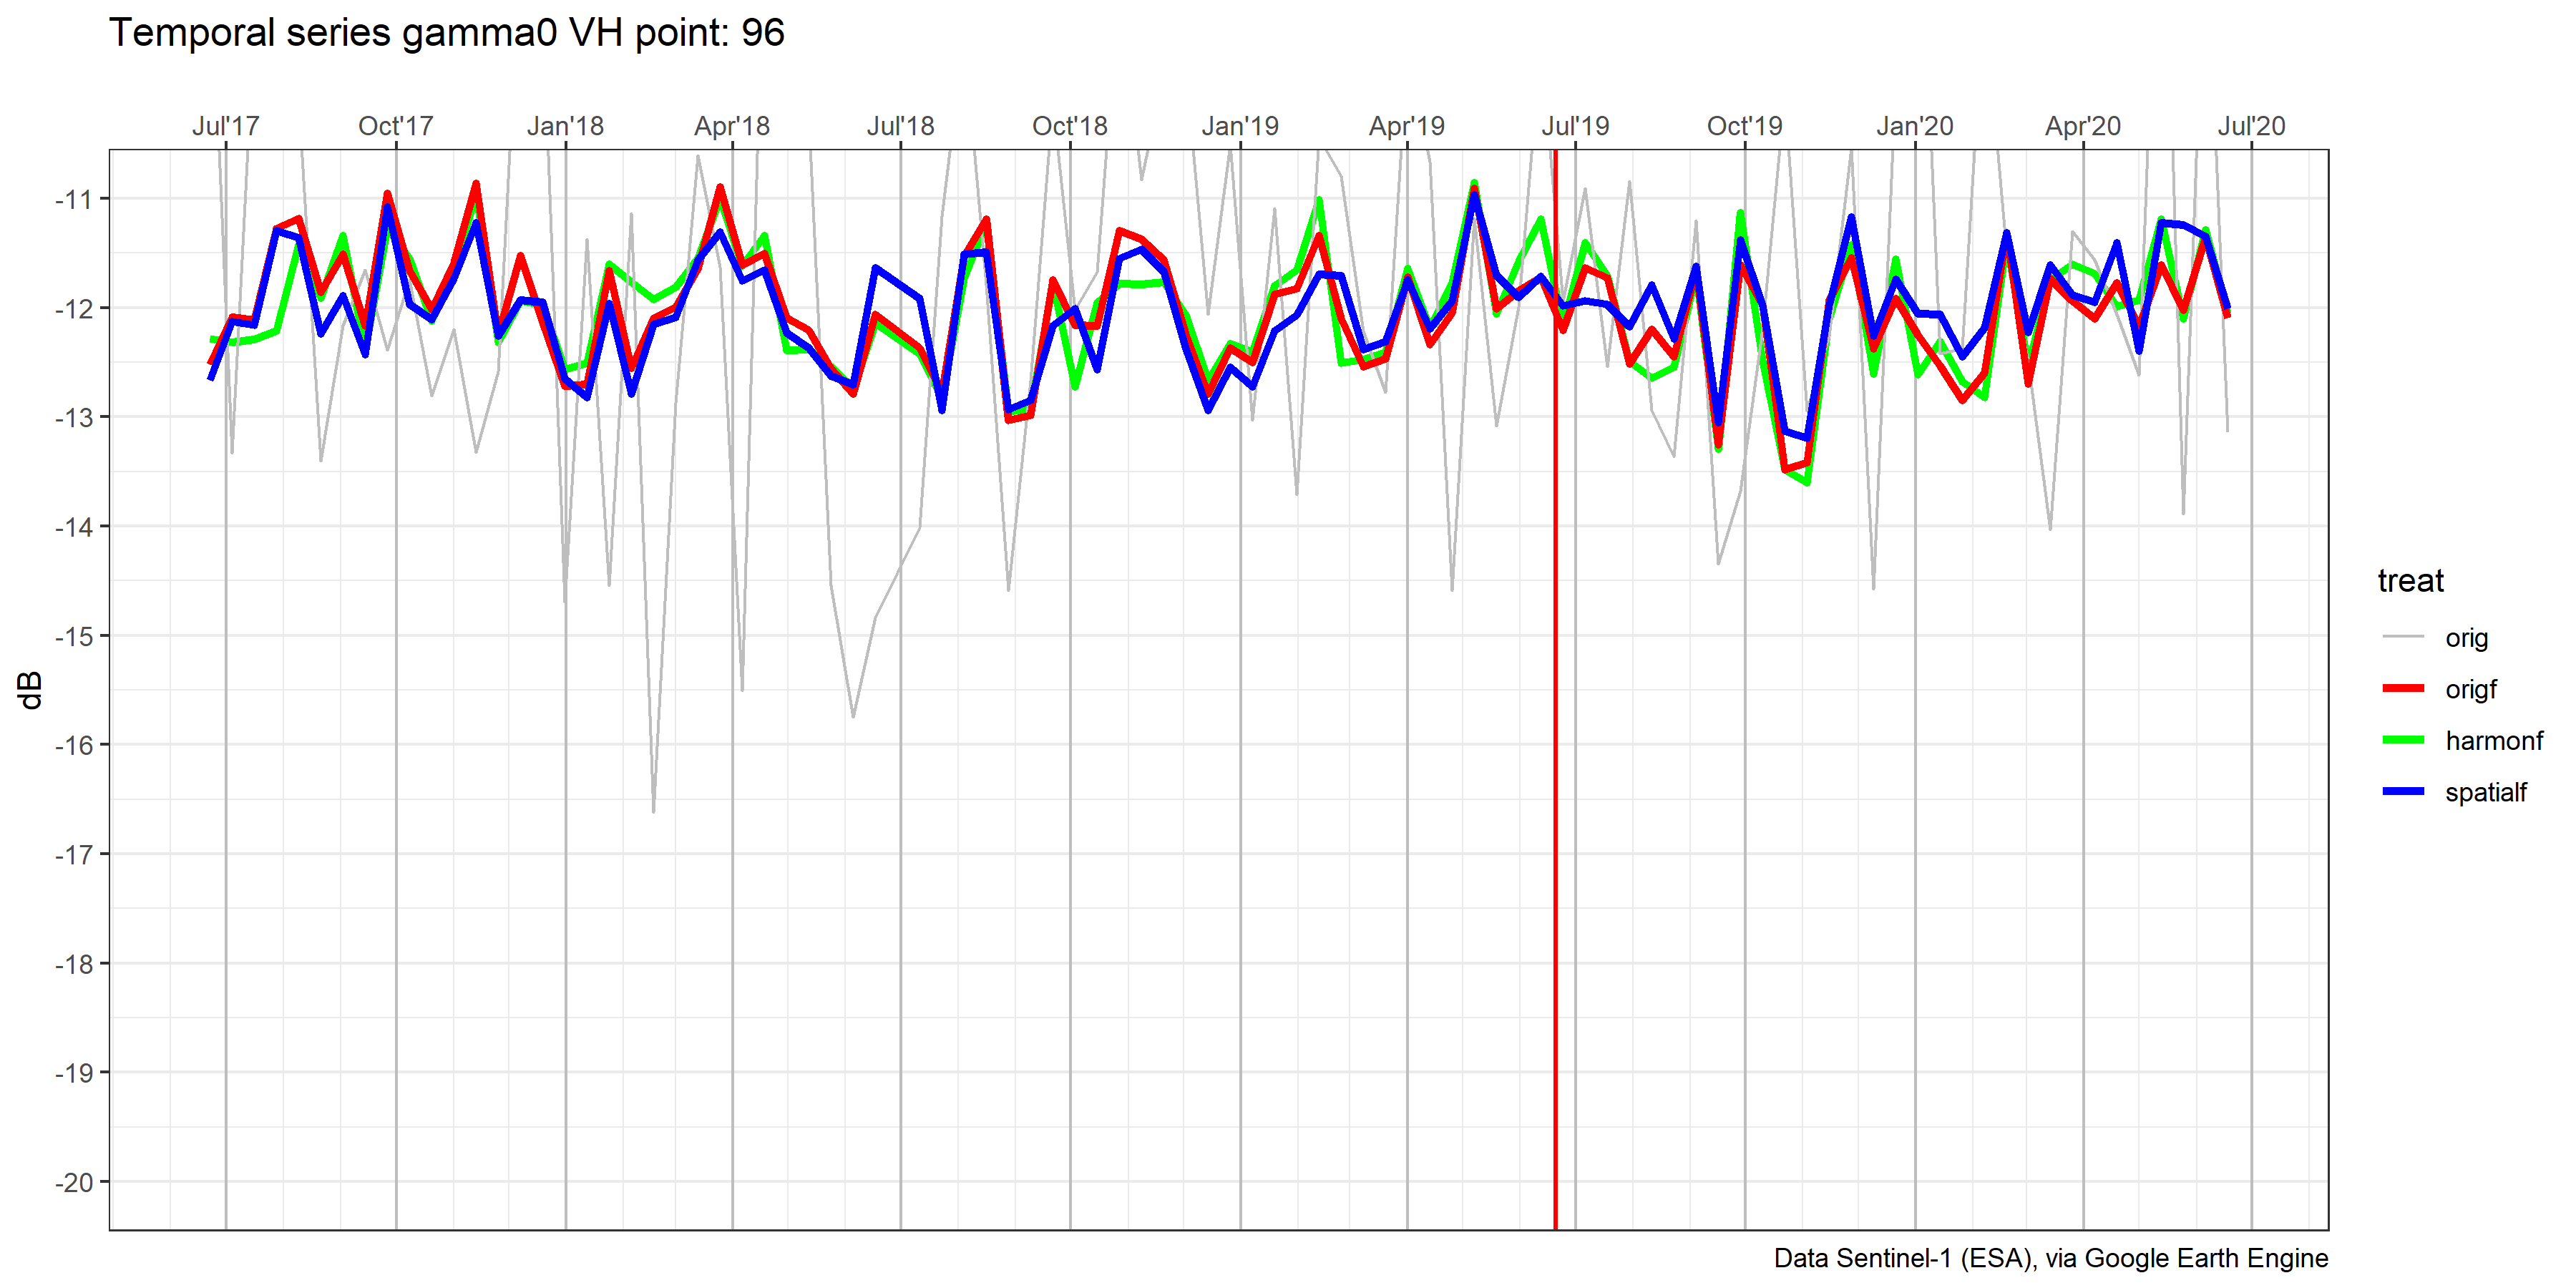 Temporal series gamma0 VH point: 96
Jul'17 Oct'17 Jan'18 Apr'18 Jul'18 Oct'18 Jan'19 Apr'19 Jul'19 Oct'19 Jan'20 Apr'20 Jul'20
-11
-12
-13
-14
-15
-16
-17
-18
-19
-20
dB
treat
orig
origf
harmonf
spatialf
Data Sentinel-1 (ESA), via Google Earth Engine